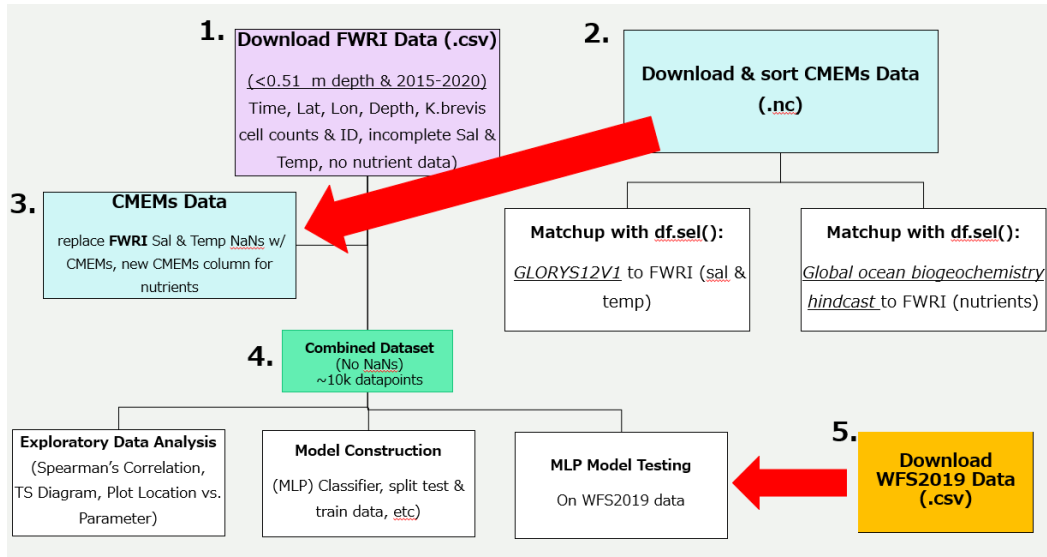 1.
Download FWRI Data (.csv)
(<0.51 m depth & 2015-2020)
Time, Lat, Lon, Depth, K.brevis
cell counts & ID, incomplete Sal &
Temp, no nutrient data)
2.
Download & sort CMEMs Data
(.nc)
3.
CMEMs Data
replace FWRI Sal & Temp NaNs w/
CMEMs, new CMEMs column for
nutrients
Matchup with df.sel():
GLORYS12V1 to FWRI (sal &
temp)
Matchup with df.sel():
Global ocean biogeochemistry
hindcast to FWRI (nutrients)
4.
Combined Dataset
(No NaNs)
~10k datapoints
Exploratory Data Analysis
(Spearman's Correlation,
TS Diagram, Plot Location vs.
Parameter)
Model Construction
(MLP) Classifier, split test &
train data, etc)
MLP Model Testing
On WFS2019 data
5.
Download
WFS2019 Data
(.csv)